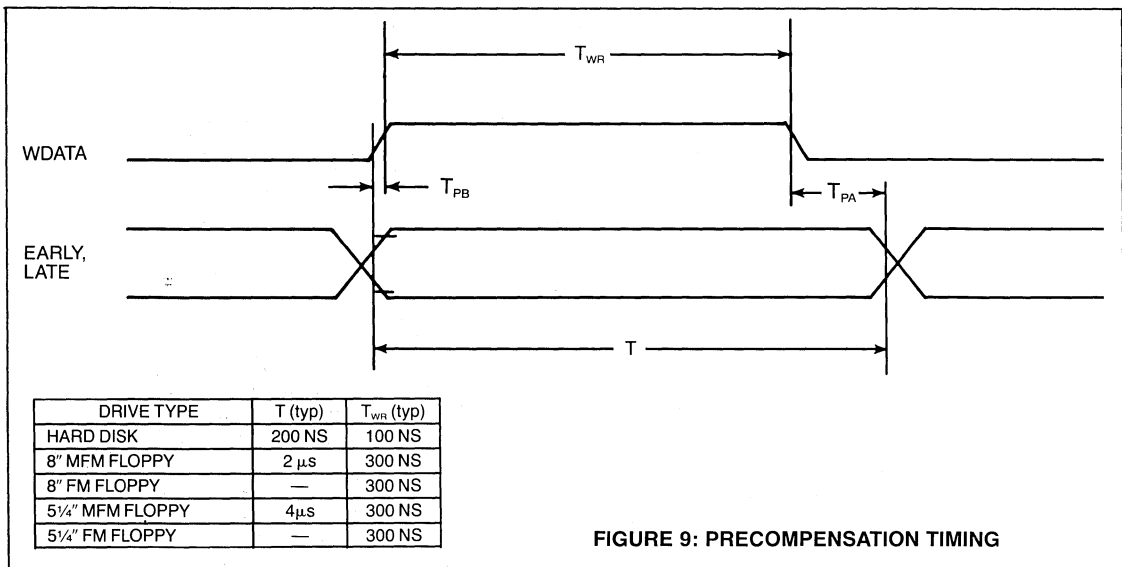 T_WR
WDATA
T_PB
T_PA
EARLY,
LATE
T
DRIVE TYPE T (typ) T_WR (typ)
HARD DISK 200 NS 100 NS
8" MFM FLOPPY 2 µs 300 NS
8" FM FLOPPY — 300 NS
5¼" MFM FLOPPY 4µs 300 NS
5¼" FM FLOPPY — 300 NS
FIGURE 9: PRECOMPENSATION TIMING